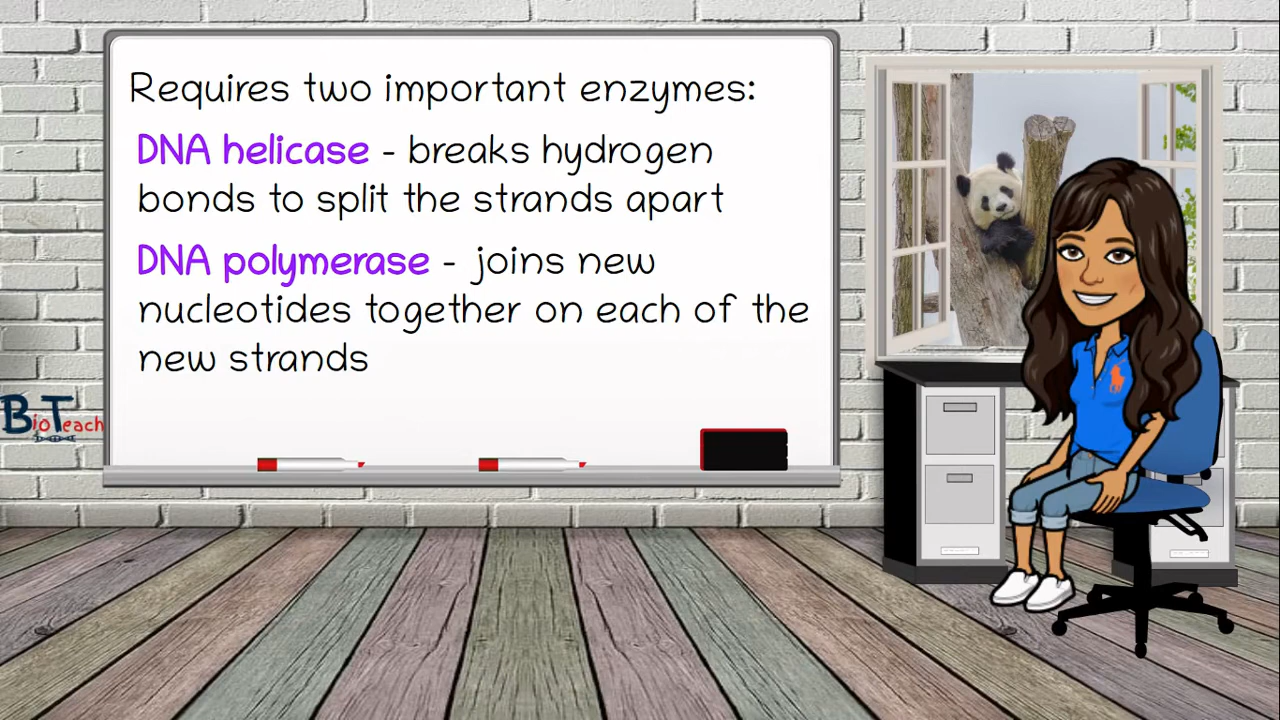 Requires two important enzymes:
DNA helicase - breaks hydrogen
bonds to split the strands apart
DNA polymerase - joins new
nucleotides together on each of the
new strands
BioTeach